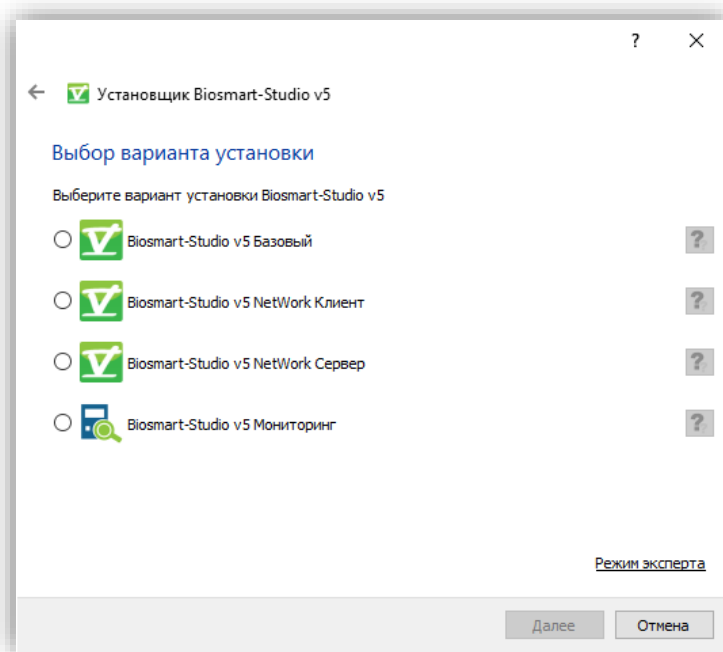 Установщик Biosmart-Studio v5
Выбор варианта установки
Выберите вариант установки Biosmart-Studio v5
Biosmart-Studio v5 Базовый
Biosmart-Studio v5 NetWork Клиент
Biosmart-Studio v5 NetWork Сервер
Biosmart-Studio v5 Мониторинг
Режим эксперта
Далее Отмена